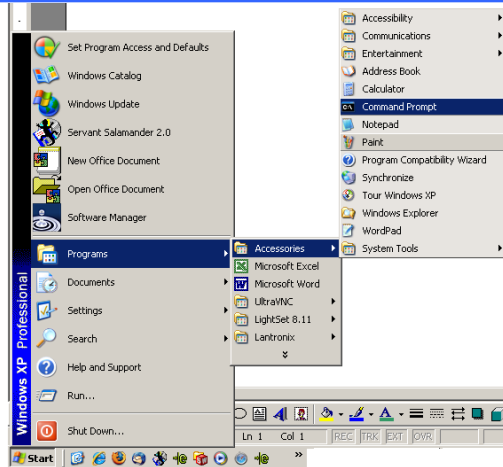 Set Program Access and Defaults
Windows Catalog
Windows Update
Servant Salamander 2.0
New Office Document
Open Office Document
Software Manager
Programs
Documents
Settings
Search
Help and Support
Run...
Shut Down...
Windows XP Professional
Accessories
Microsoft Excel
Microsoft Word
UltraVNC
LightSet 8.11
Lantronix
Accessibility
Communications
Entertainment
Address Book
Calculator
Command Prompt
Notepad
Paint
Program Compatibility Wizard
Synchronize
Tour Windows XP
Windows Explorer
WordPad
System Tools
Ln 1 Col 1 REC TRK EXT OVR
Start